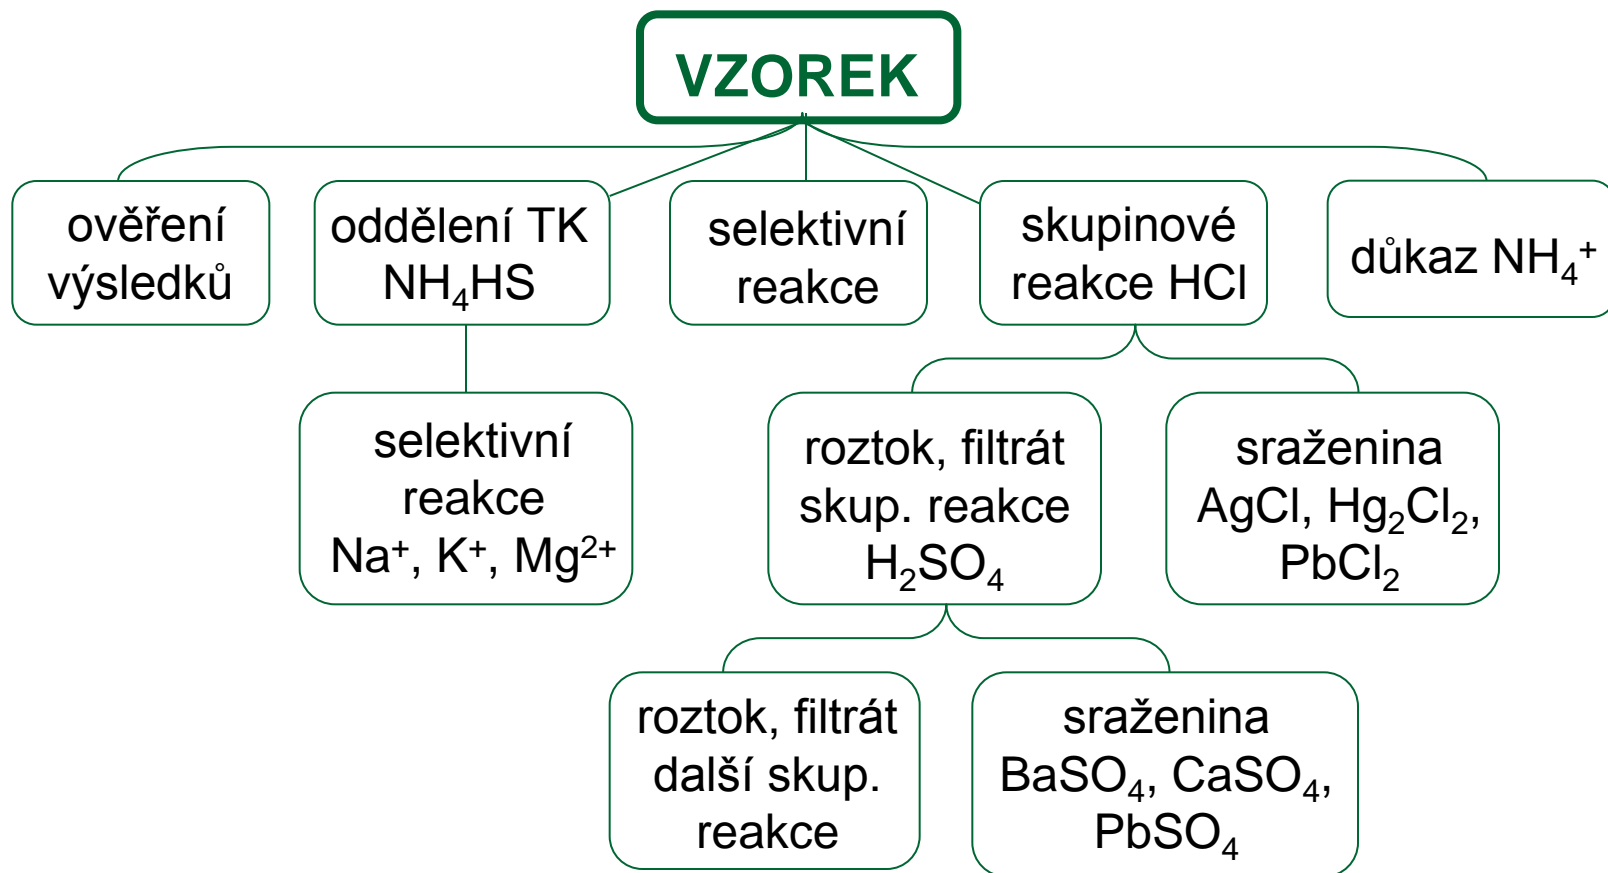 VZOREK
ověření
výsledků
oddělení TK
NH₄HS
selektivní
reakce
skupinové
reakce HCl
důkaz NH₄⁺
selektivní
reakce
Na⁺, K⁺, Mg²⁺
roztok, filtrát
skup. reakce
H₂SO₄
sraženina
AgCl, Hg₂Cl₂,
PbCl₂
roztok, filtrát
další skup.
reakce
sraženina
BaSO₄, CaSO₄,
PbSO₄